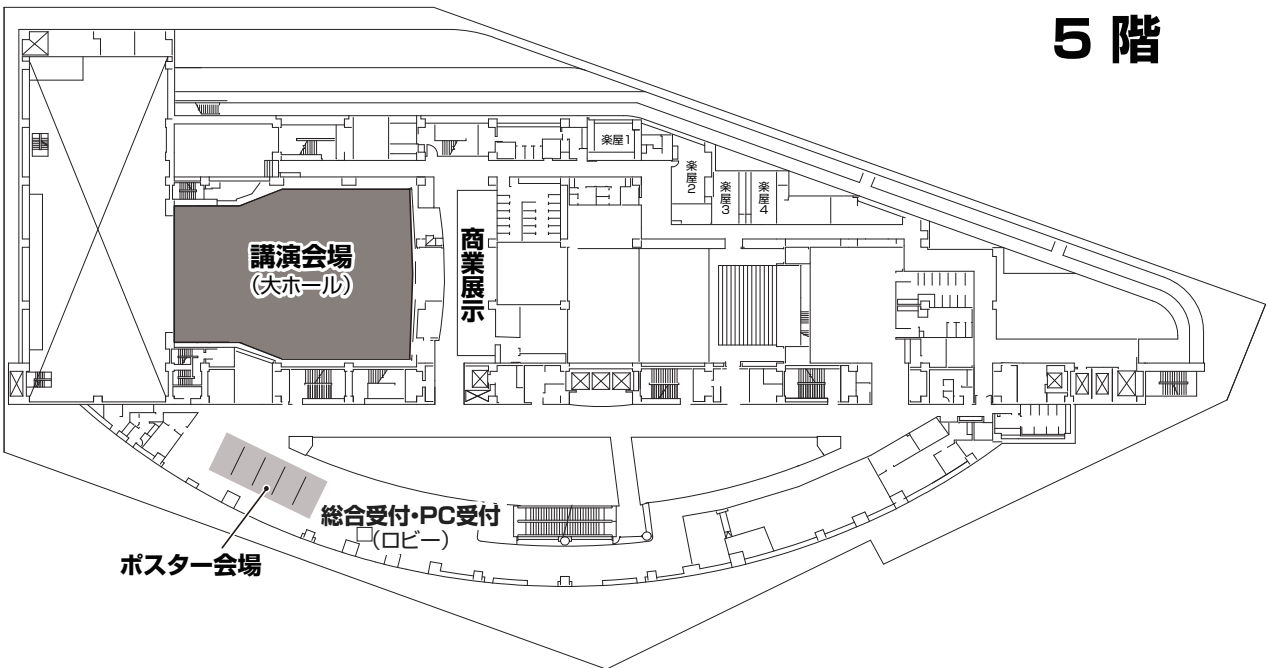 5 階
楽屋1
楽屋2
楽屋3
楽屋4
講演会場
(大ホール)
商業展示
総合受付・PC受付
(ロビー)
ポスター会場